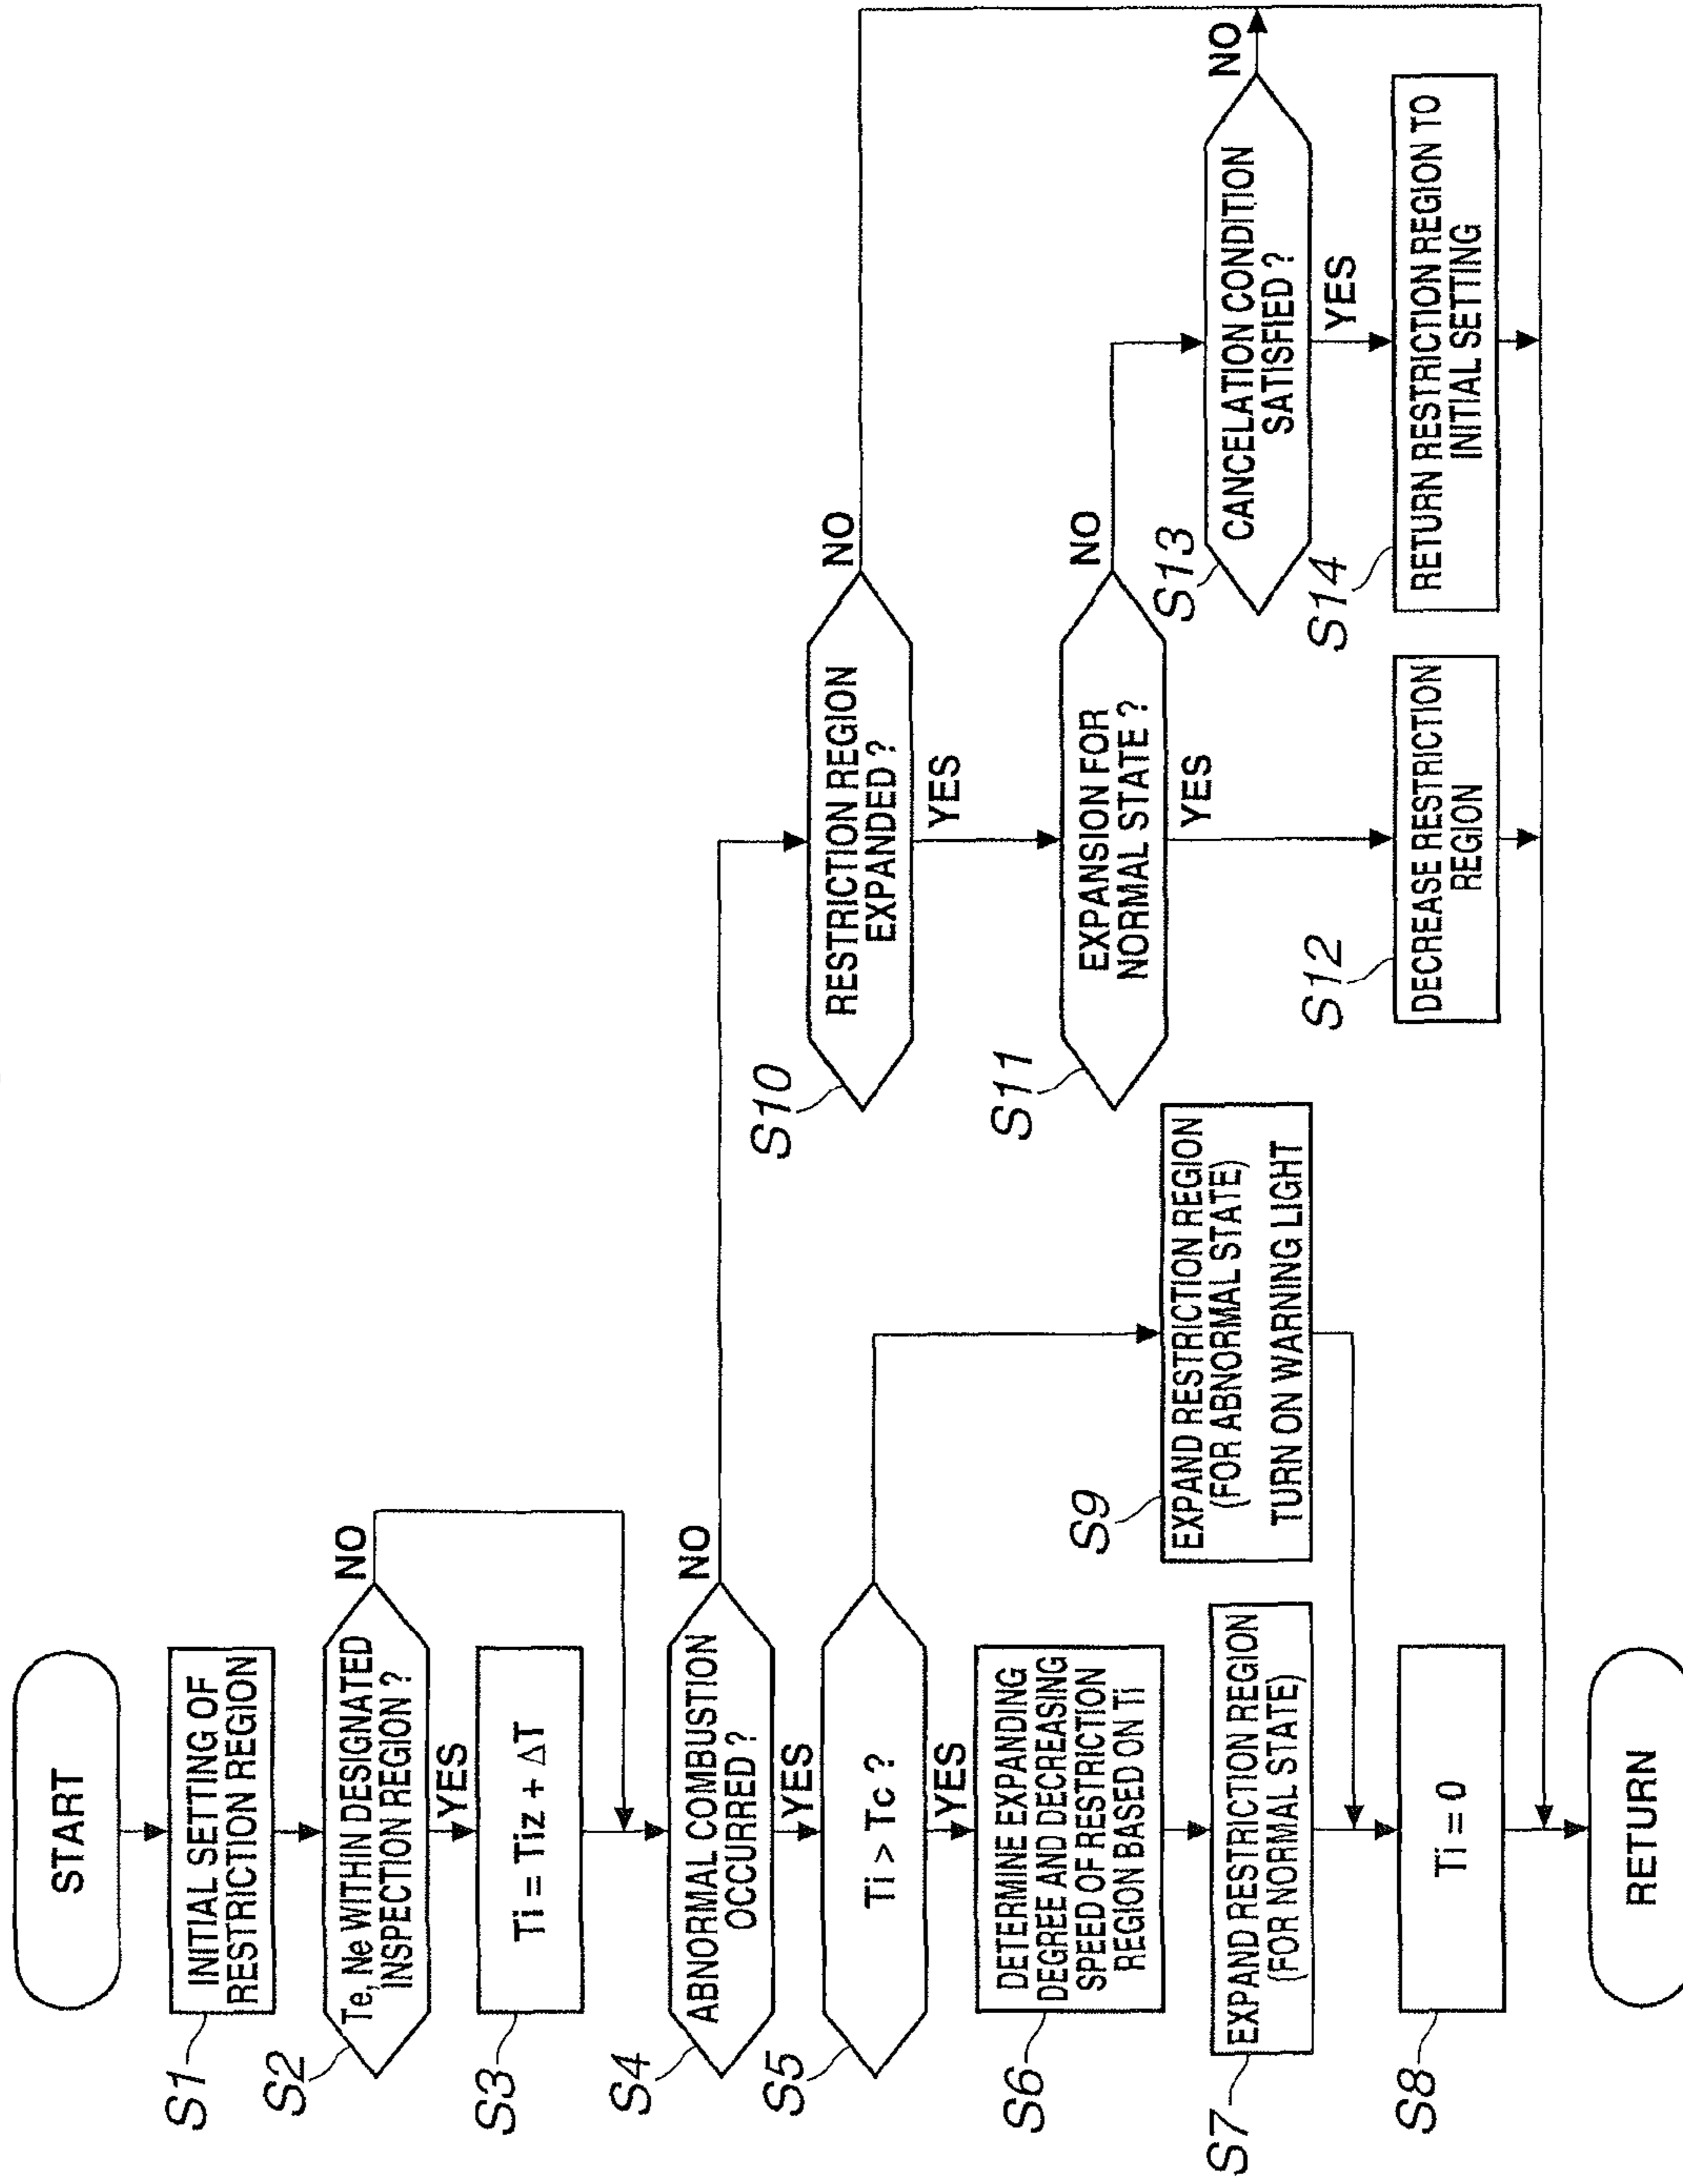 START
S1
INITIAL SETTING OF
RESTRICTION REGION
S2
Te, Ne WITHIN DESIGNATED
INSPECTION REGION ?
NO
YES
S3
Ti = Tiz + ΔT
S4
ABNORMAL COMBUSTION
OCCURRED ?
NO
YES
S5
Ti > Tc ?
YES
S6
DETERMINE EXPANDING
DEGREE AND DECREASING
SPEED OF RESTRICTION
REGION BASED ON Ti
S7
EXPAND RESTRICTION REGION
(FOR NORMAL STATE)
S8
Ti = 0
RETURN
S9
EXPAND RESTRICTION REGION
(FOR ABNORMAL STATE)
TURN ON WARNING LIGHT
S10
RESTRICTION REGION
EXPANDED ?
NO
YES
S11
EXPANSION FOR
NORMAL STATE ?
NO
YES
S12
DECREASE RESTRICTION
REGION
S13
CANCELATION CONDITION
SATISFIED ?
NO
YES
S14
RETURN RESTRICTION REGION TO
INITIAL SETTING